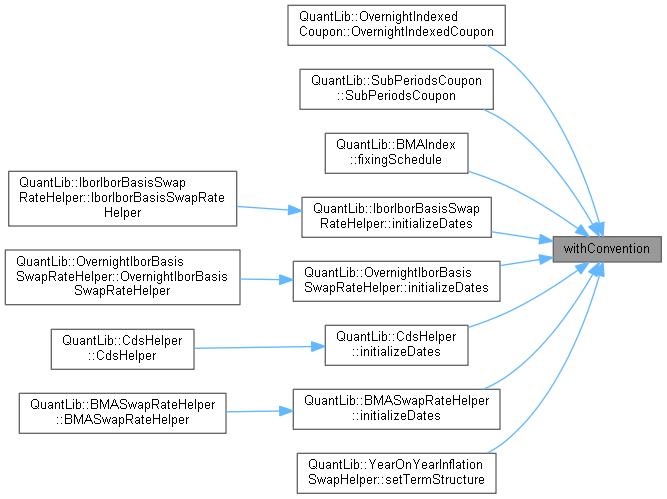 QuantLib::OvernightIndexed
Coupon::OvernightIndexedCoupon
QuantLib::SubPeriodsCoupon
::SubPeriodsCoupon
QuantLib::BMAIndex
::fixingSchedule
QuantLib::IborIborBasisSwap
RateHelper::IborIborBasisSwapRate
Helper
QuantLib::IborIborBasisSwap
RateHelper::initializeDates
withConvention
QuantLib::OvernightIborBasis
SwapRateHelper::OvernightIborBasis
SwapRateHelper
QuantLib::OvernightIborBasis
SwapRateHelper::initializeDates
QuantLib::CdsHelper
::CdsHelper
QuantLib::CdsHelper
::initializeDates
QuantLib::BMASwapRateHelper
::BMASwapRateHelper
QuantLib::BMASwapRateHelper
::initializeDates
QuantLib::YearOnYearInflation
SwapHelper::setTermStructure